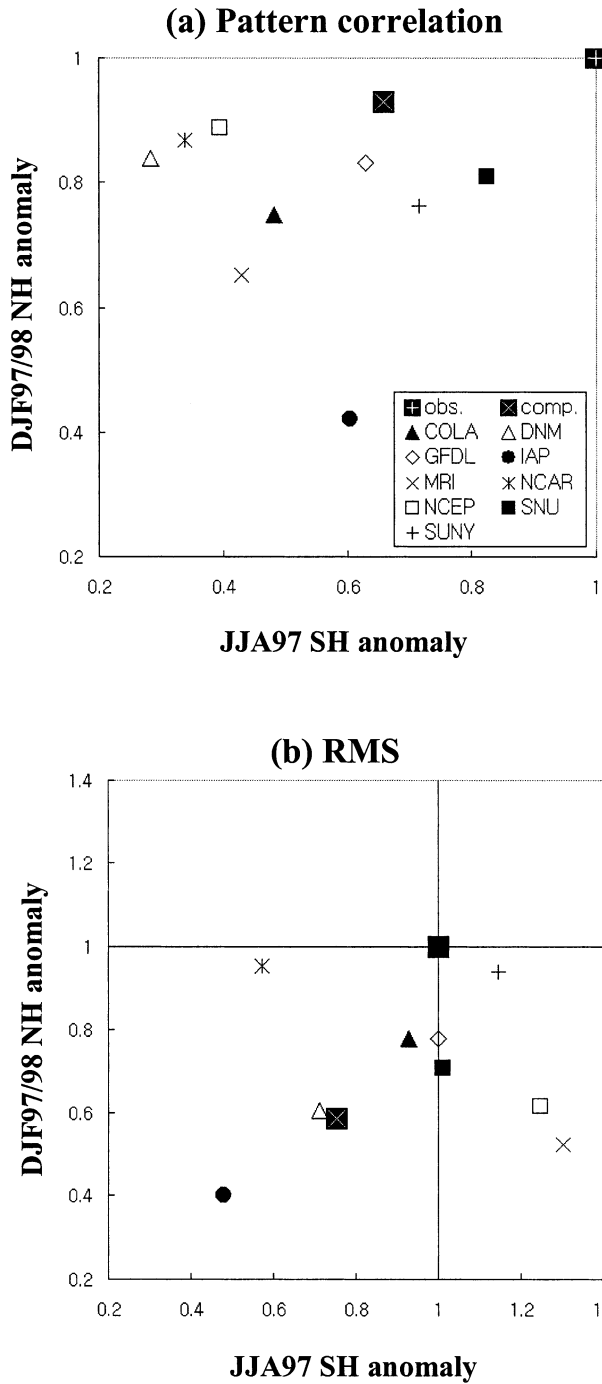 (a) Pattern correlation
1
0.8
0.6
0.4
0.2
DJF97/98 NH anomaly
obs. comp.
COLA DNM
GFDL IAP
MRI NCAR
NCEP SNU
SUNY
0.2 0.4 0.6 0.8 1
JJA97 SH anomaly
(b) RMS
1.4
1.2
1
0.8
0.6
0.4
0.2
DJF97/98 NH anomaly
0.2 0.4 0.6 0.8 1 1.2
JJA97 SH anomaly